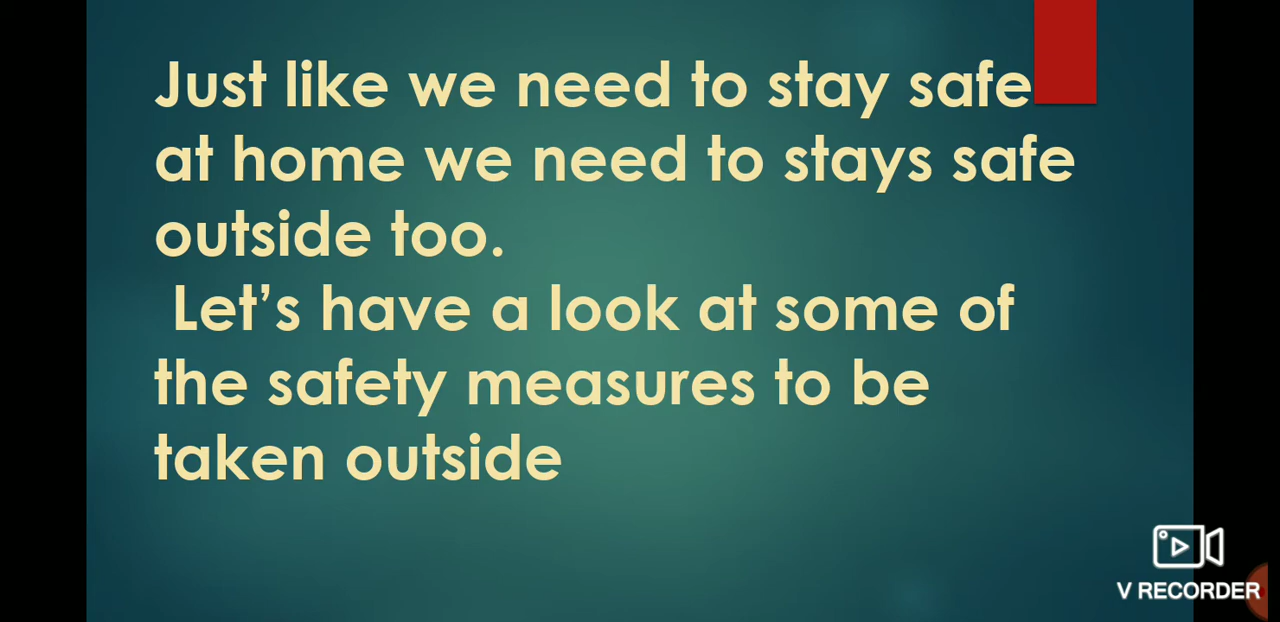 Just like we need to stay safe
at home we need to stays safe
outside too.
Let’s have a look at some of
the safety measures to be
taken outside
V RECORDER